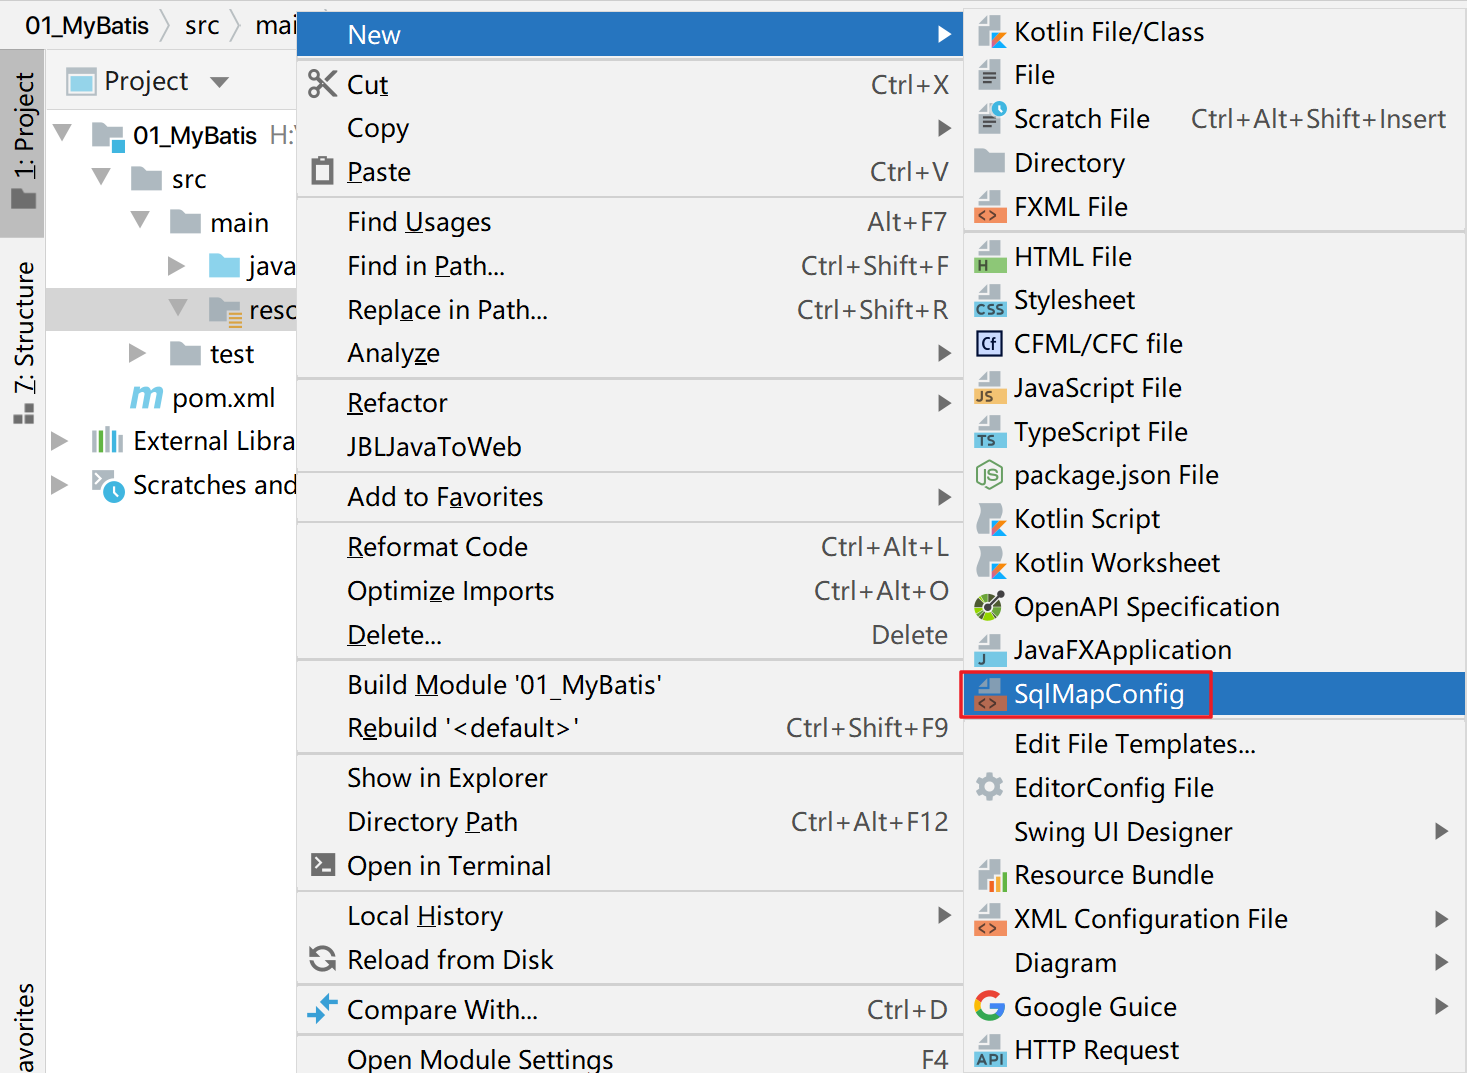 01_MyBatis
src
mai
1: Project
7: Structure
avorites
Project
01_MyBatis H:\
src
main
java
resc
test
pom.xml
External Libra
Scratches and
New
Cut Ctrl+X
Copy
Paste Ctrl+V
Find Usages Alt+F7
Find in Path... Ctrl+Shift+F
Replace in Path... Ctrl+Shift+R
Analyze
Refactor
JBLJavaToWeb
Add to Favorites
Reformat Code Ctrl+Alt+L
Optimize Imports Ctrl+Alt+O
Delete... Delete
Build Module '01_MyBatis'
Rebuild '<default>' Ctrl+Shift+F9
Show in Explorer
Directory Path Ctrl+Alt+F12
Open in Terminal
Local History
Reload from Disk
Compare With... Ctrl+D
Open Module Settings F4
Kotlin File/Class
File
Scratch File Ctrl+Alt+Shift+Insert
Directory
FXML File
HTML File
Stylesheet
CFML/CFC file
JavaScript File
TypeScript File
package.json File
Kotlin Script
Kotlin Worksheet
OpenAPI Specification
JavaFXApplication
SqlMapConfig
Edit File Templates...
EditorConfig File
Swing UI Designer
Resource Bundle
XML Configuration File
Diagram
Google Guice
HTTP Request